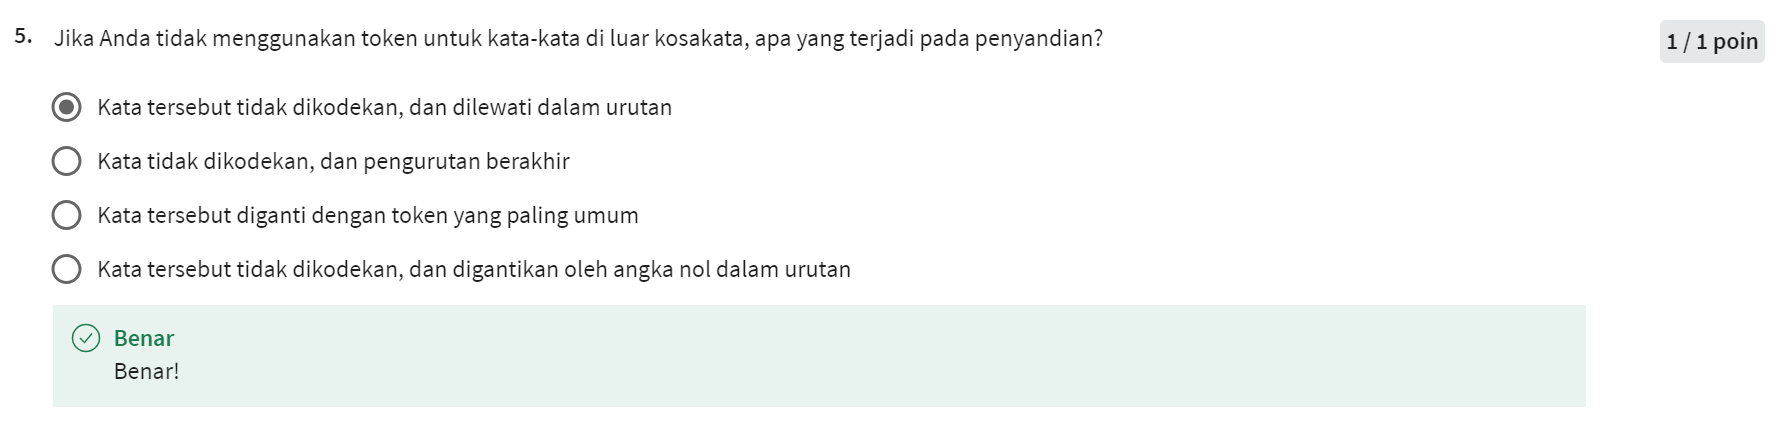 5. Jika Anda tidak menggunakan token untuk kata-kata di luar kosakata, apa yang terjadi pada penyandian?
1 / 1 poin
Kata tersebut tidak dikodekan, dan dilewati dalam urutan
Kata tidak dikodekan, dan pengurutan berakhir
Kata tersebut diganti dengan token yang paling umum
Kata tersebut tidak dikodekan, dan digantikan oleh angka nol dalam urutan
Benar
Benar!